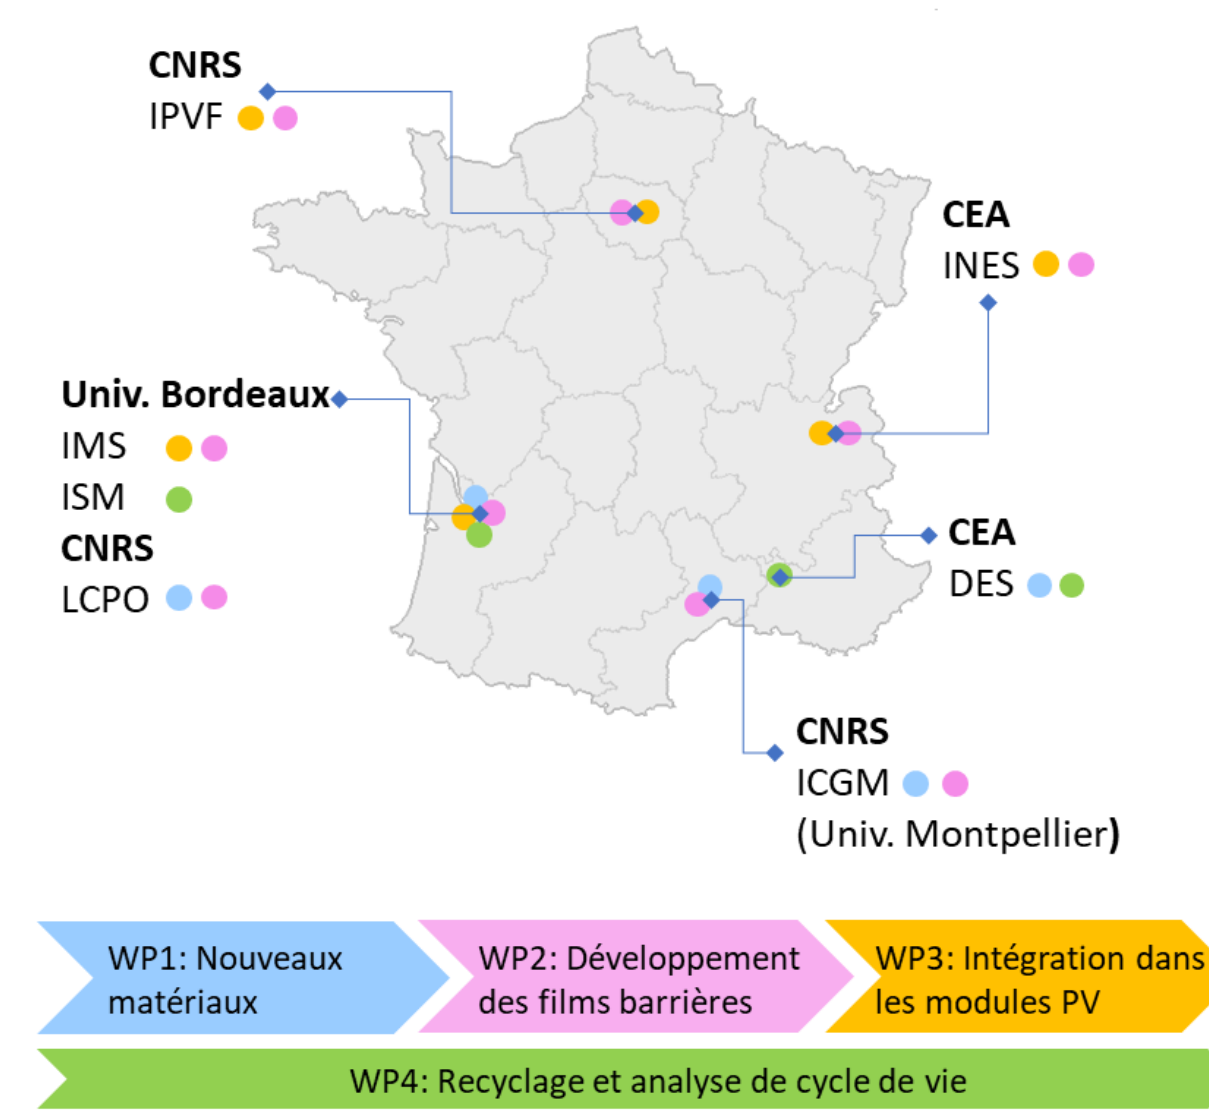 CNRS
IPVF
CEA
INES
Univ. Bordeaux
IMS
ISM
CNRS
LCPO
CEA
DES
CNRS
ICGM
(Univ. Montpellier)
WP1: Nouveaux
matériaux
WP2: Développement
des films barrières
WP3: Intégration dans
les modules PV
WP4: Recyclage et analyse de cycle de vie